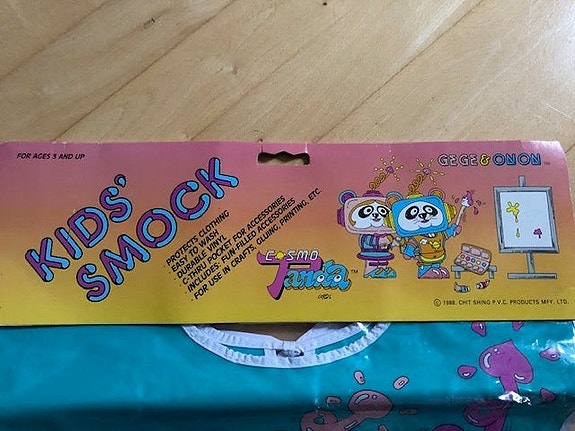 FOR AGES 3 AND UP
KIDS'
SMOCK
· PROTECTS CLOTHING
· EASY TO WASH
· DURABLE VINYL
· C-THRU POCKET FOR ACCESSORIES
· INCLUDES: FUN-FILLED ACCESSORIES
· FOR USE IN CRAFTS, GLUING, PRINTING, ETC.
COSMO
TM
GEGE & ONON TM
© 1988. CHIT SHING P.V.C. PRODUCTS MFY., LTD.